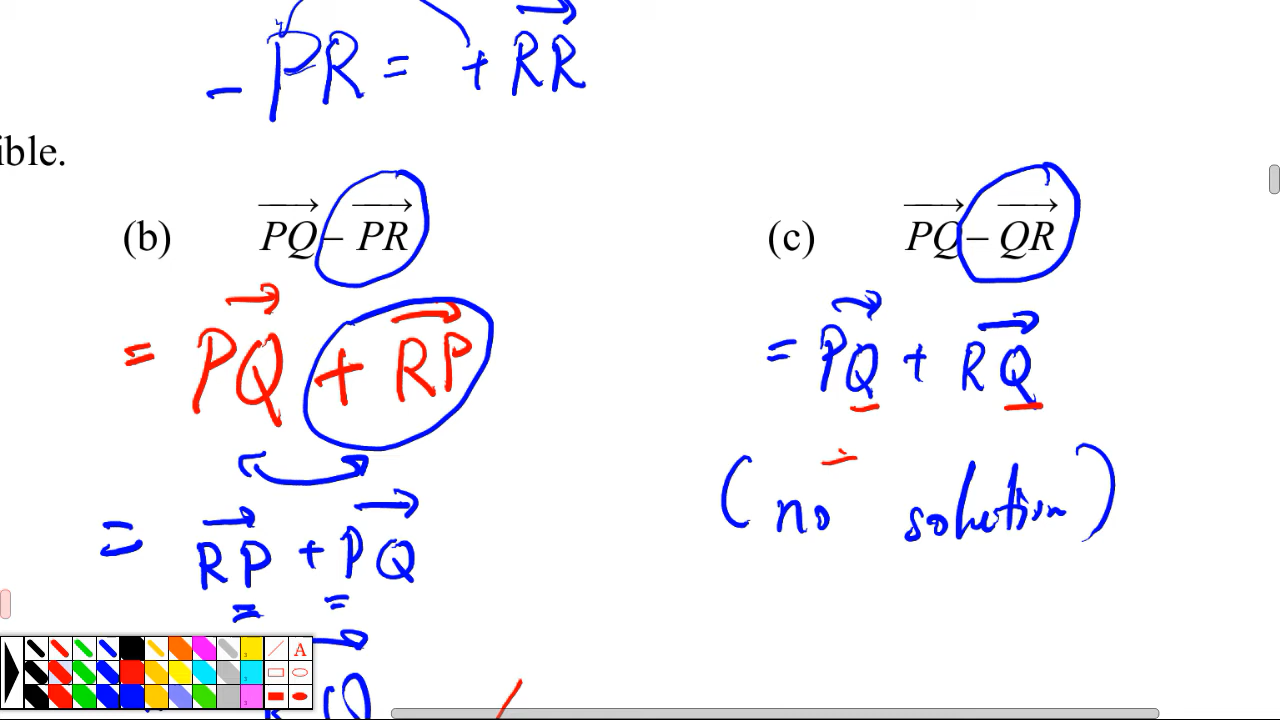 - PR = + RR
ible.
(b) PQ − PR
(c) PQ − QR
= PQ + RP
= PQ + RQ
(no solution)
= RP + PQ
A